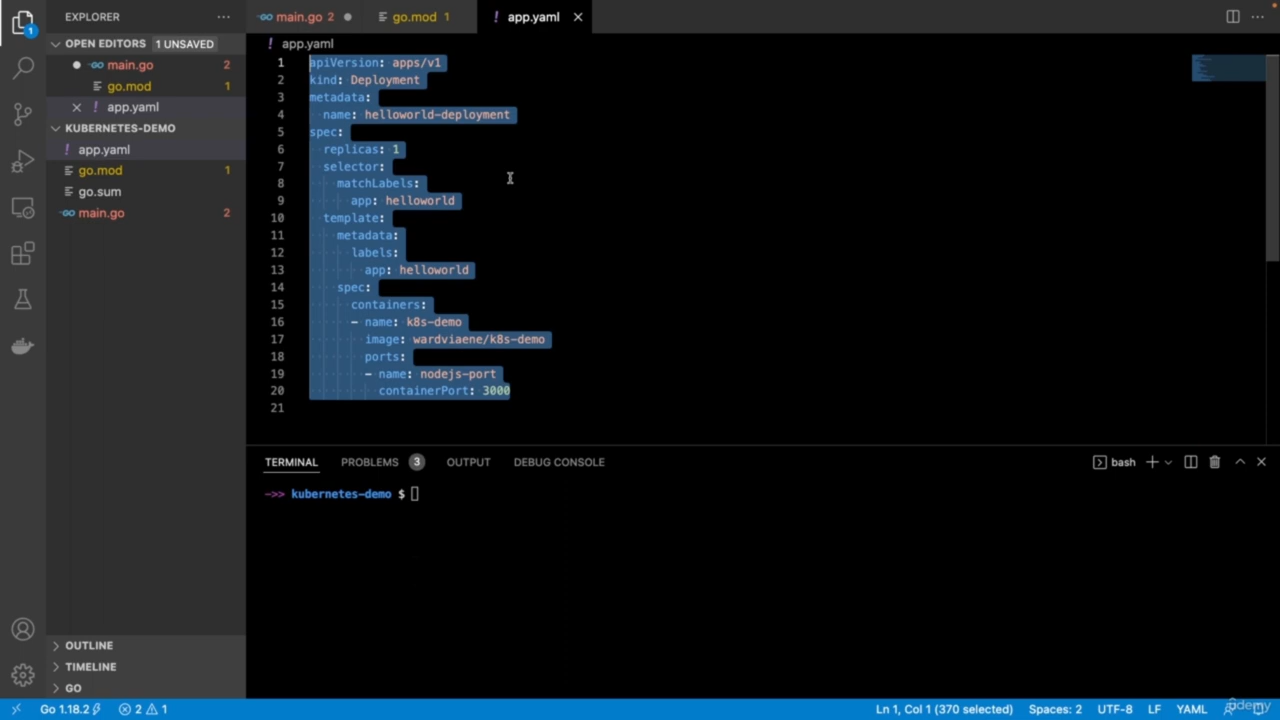 EXPLORER
main.go 2
go.mod 1
app.yaml
OPEN EDITORS 1 UNSAVED
main.go 2
go.mod 1
app.yaml
KUBERNETES-DEMO
app.yaml
go.mod 1
go.sum
main.go 2
OUTLINE
TIMELINE
GO
1
app.yaml
1 apiVersion: apps/v1
2 kind: Deployment
3 metadata:
4 name: helloworld-deployment
5 spec:
6 replicas: 1
7 selector:
8 matchLabels:
9 app: helloworld
10 template:
11 metadata:
12 labels:
13 app: helloworld
14 spec:
15 containers:
16 - name: k8s-demo
17 image: wardviaene/k8s-demo
18 ports:
19 - name: nodejs-port
20 containerPort: 3000
21
TERMINAL PROBLEMS 3 OUTPUT DEBUG CONSOLE bash
->> kubernetes-demo $
Go 1.18.2 2 1 Ln 1, Col 1 (370 selected) Spaces: 2 UTF-8 LF YAML
udemy